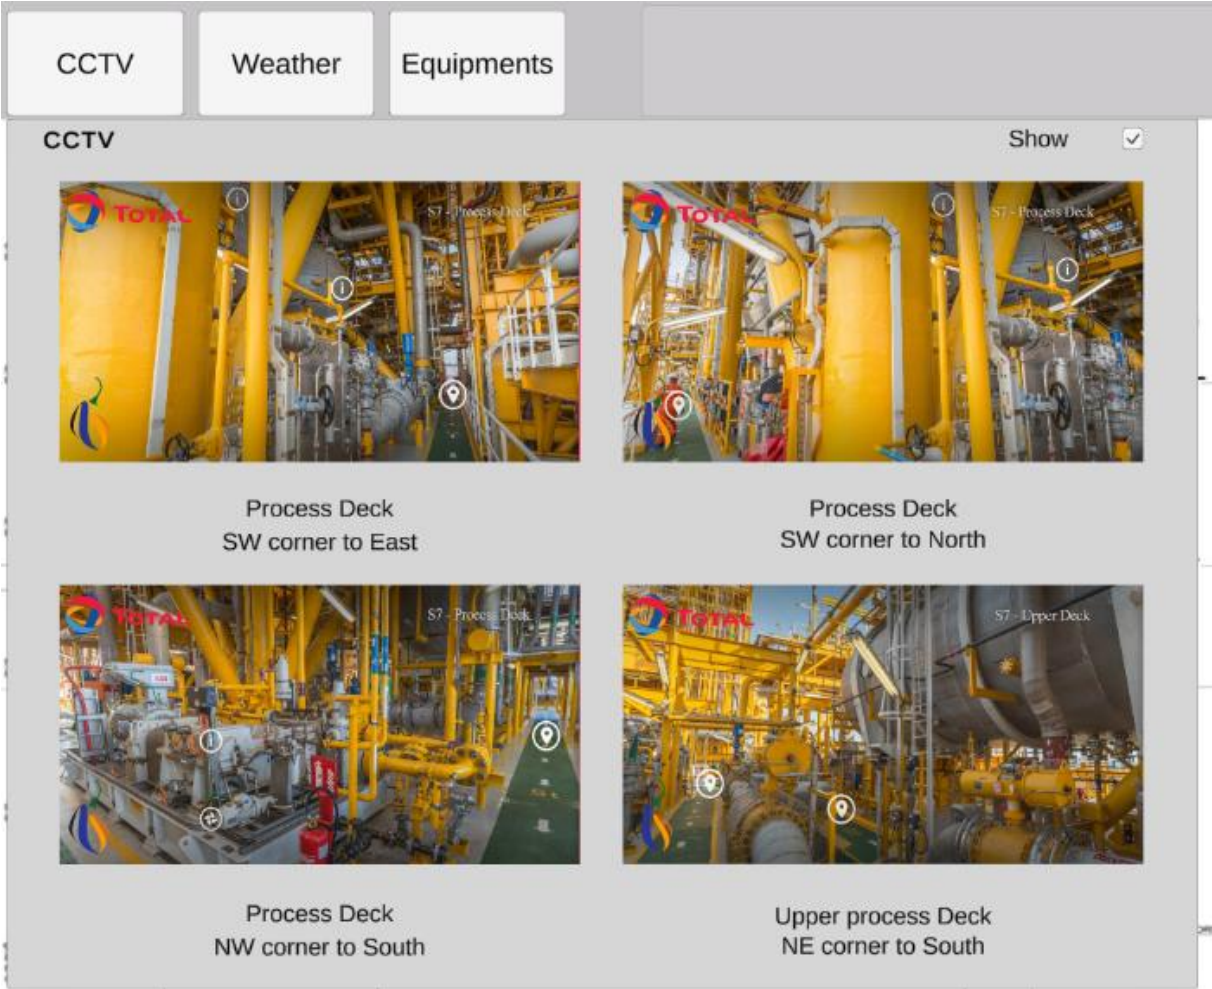 CCTV
Weather
Equipments
CCTV
Show
TOTAL
S7 - Process Deck
TOTAL
S7 - Process Deck
Process Deck
SW corner to East
Process Deck
SW corner to North
TOTAL
S7 - Process Deck
TOTAL
S7 - Upper Deck
Process Deck
NW corner to South
Upper process Deck
NE corner to South